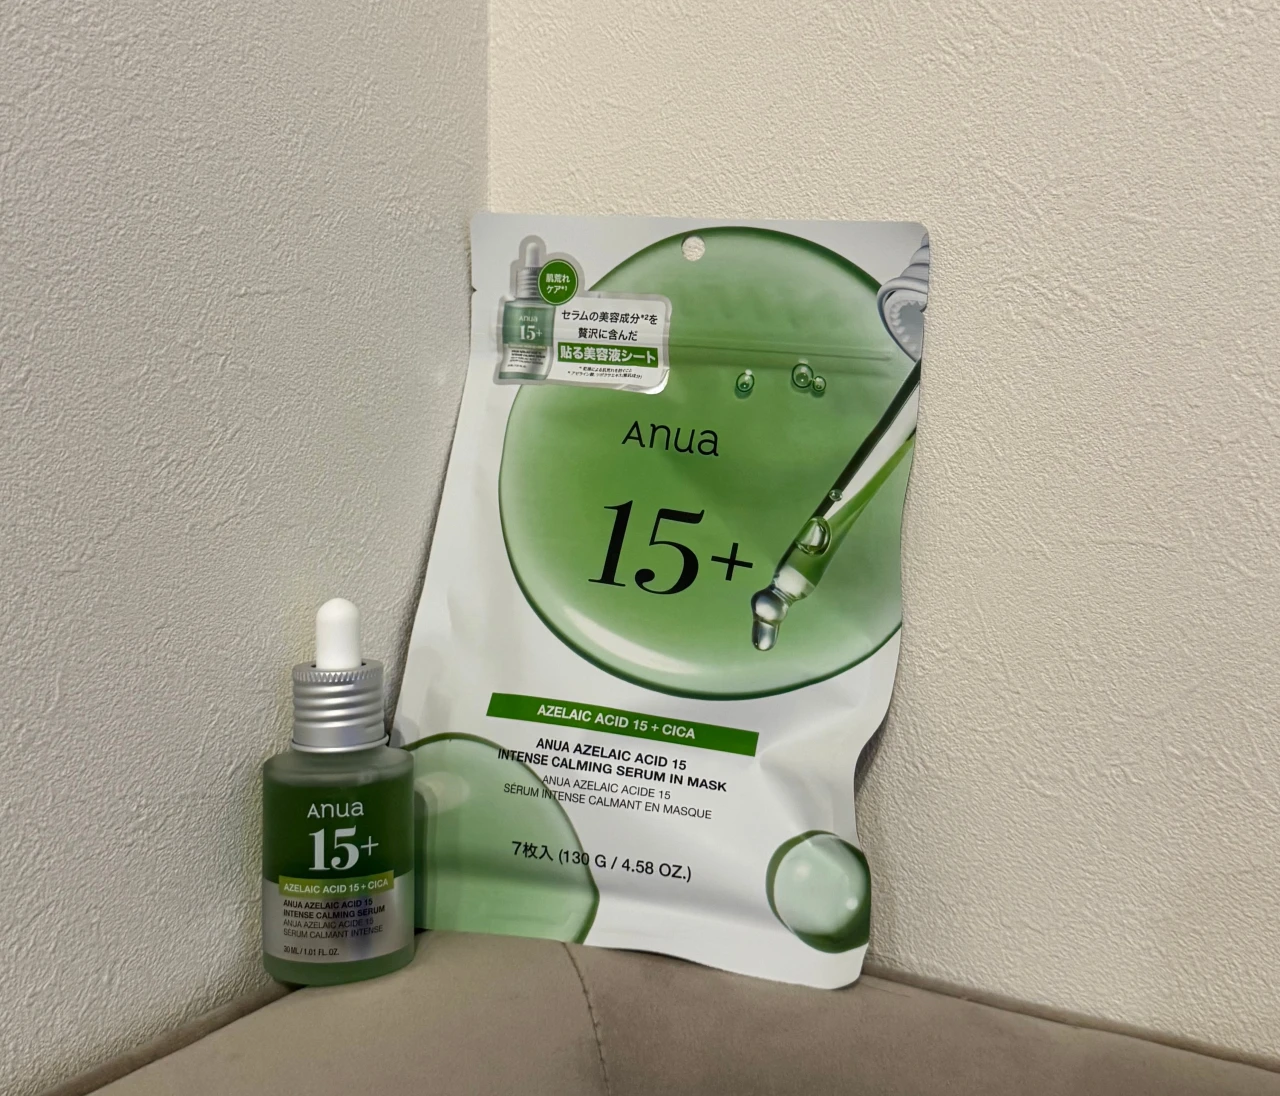 肌荒れ
ケア*1
Anua
15+
セラムの美容成分*2を
贅沢に含んだ
貼る美容液シート
Anua
15+
AZELAIC ACID 15 + CICA
ANUA AZELAIC ACID 15
INTENSE CALMING SERUM IN MASK
ANUA AZELAIC ACIDE 15
SÉRUM INTENSE CALMANT EN MASQUE
7枚入 (130 G / 4.58 OZ.)
Anua
15+
AZELAIC ACID 15 + CICA
ANUA AZELAIC ACID 15
INTENSE CALMING SERUM
ANUA AZELAIC ACIDE 15
SÉRUM CALMANT INTENSE
30 ML / 1.01 FL. OZ.